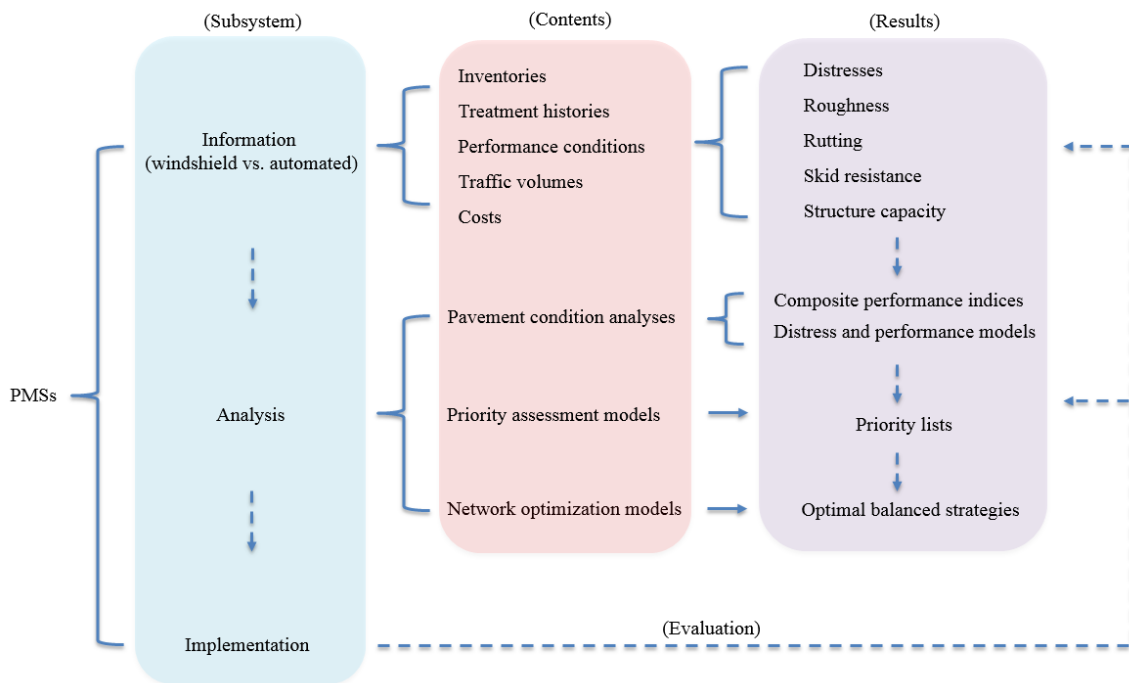 (Subsystem)
(Contents)
(Results)
PMSs
Information
(windshield vs. automated)
Analysis
Implementation
Inventories
Treatment histories
Performance conditions
Traffic volumes
Costs
Pavement condition analyses
Priority assessment models
Network optimization models
Distresses
Roughness
Rutting
Skid resistance
Structure capacity
Composite performance indices
Distress and performance models
Priority lists
Optimal balanced strategies
(Evaluation)